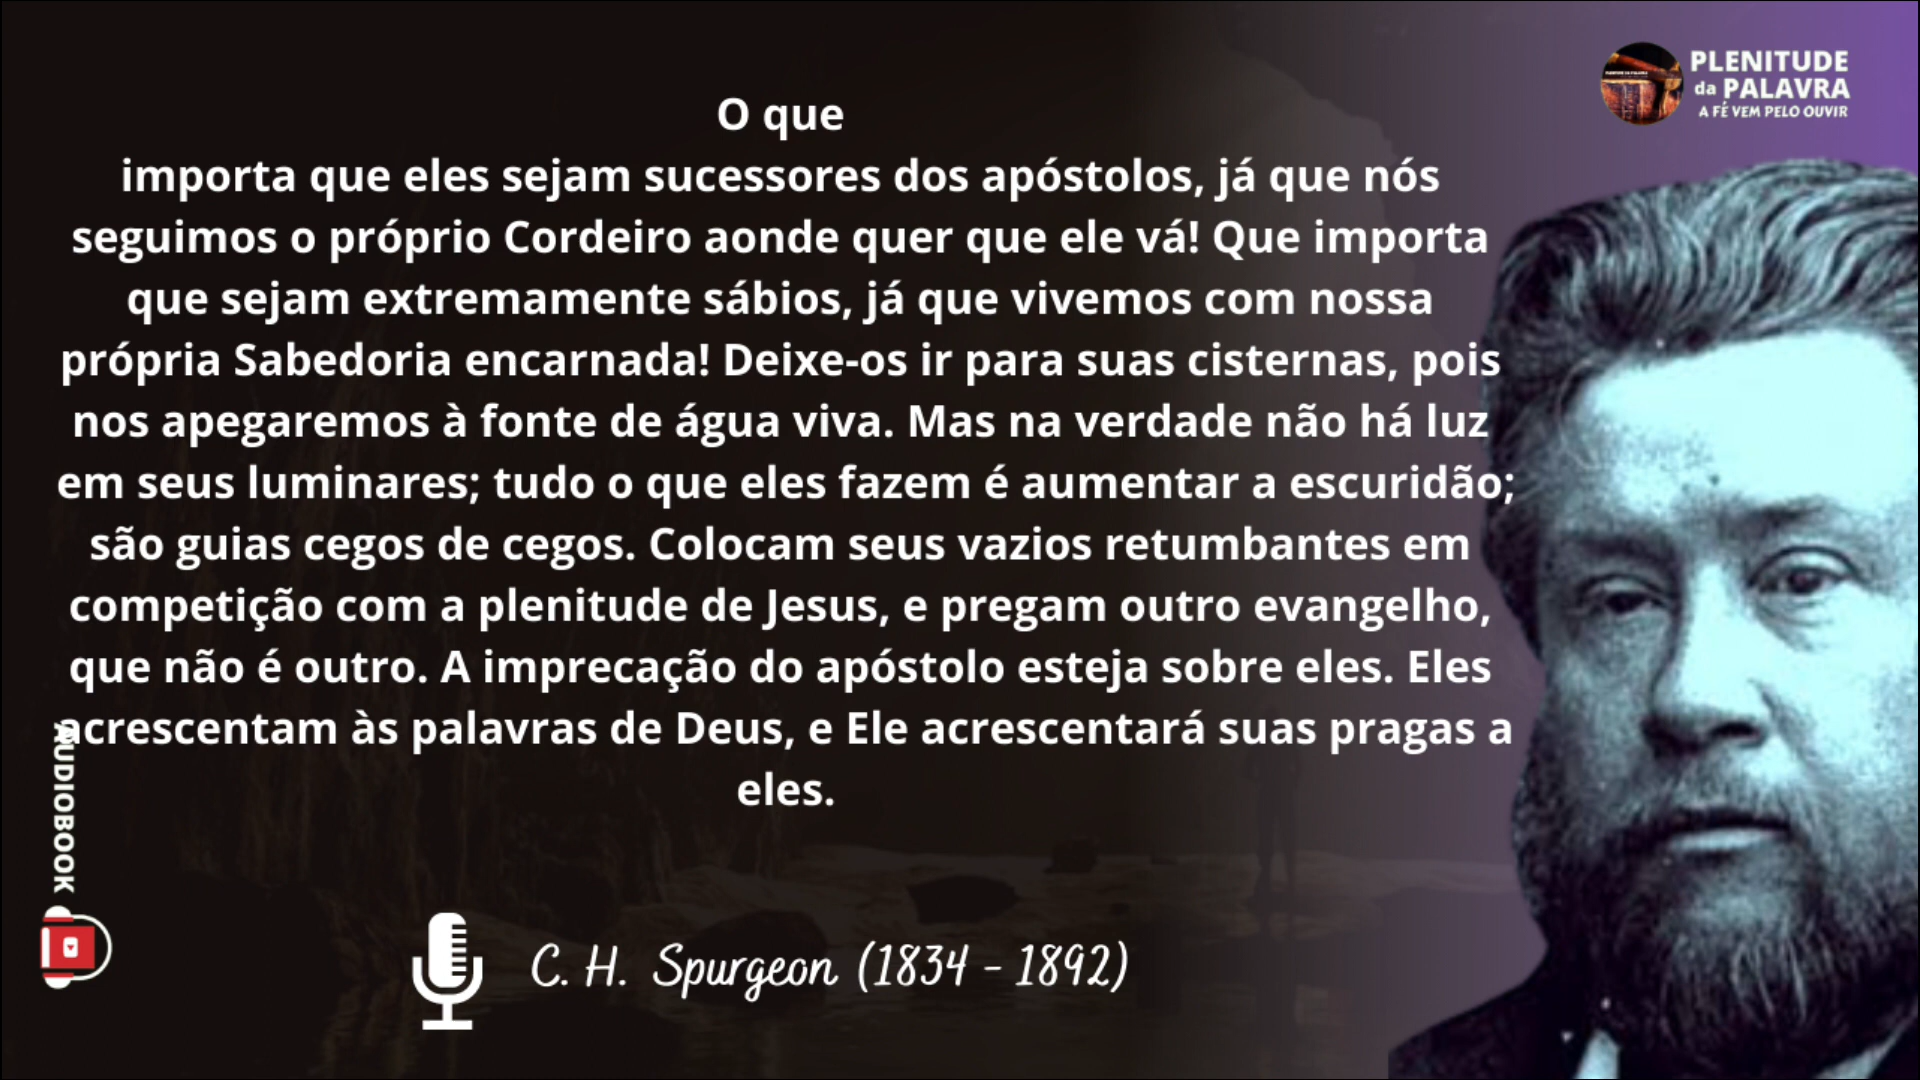 PLENITUDE
da PALAVRA
A FÉ VEM PELO OUVIR
O que
importa que eles sejam sucessores dos apóstolos, já que nós
seguimos o próprio Cordeiro aonde quer que ele vá! Que importa
que sejam extremamente sábios, já que vivemos com nossa
própria Sabedoria encarnada! Deixe-os ir para suas cisternas, pois
nos apegaremos à fonte de água viva. Mas na verdade não há luz
em seus luminares; tudo o que eles fazem é aumentar a escuridão;
são guias cegos de cegos. Colocam seus vazios retumbantes em
competição com a plenitude de Jesus, e pregam outro evangelho,
que não é outro. A imprecação do apóstolo esteja sobre eles. Eles
acrescentam às palavras de Deus, e Ele acrescentará suas pragas a
eles.
AUDIOBOOK
C. H. Spurgeon (1834 - 1892)